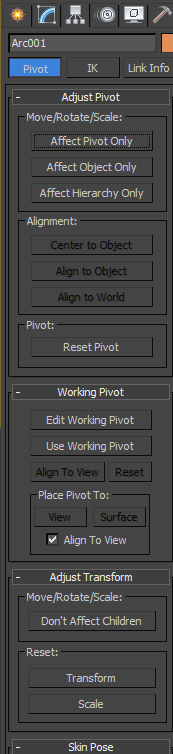 Arc001
Pivot IK Link Info
- Adjust Pivot
Move/Rotate/Scale:
Affect Pivot Only
Affect Object Only
Affect Hierarchy Only
Alignment:
Center to Object
Align to Object
Align to World
Pivot:
Reset Pivot
- Working Pivot
Edit Working Pivot
Use Working Pivot
Align To View Reset
Place Pivot To:
View Surface
Align To View
- Adjust Transform
Move/Rotate/Scale:
Don't Affect Children
Reset:
Transform
Scale
- Skin Pose